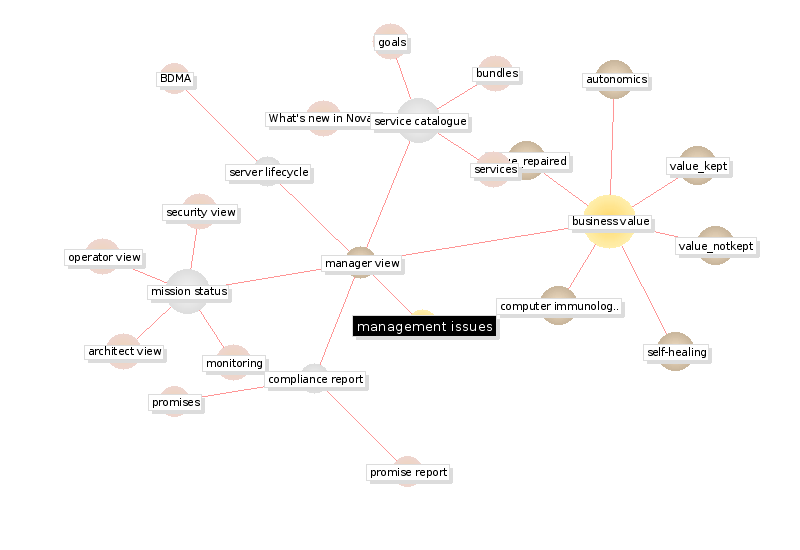 goals
BDMA
bundles
autonomics
What's new in Nova
service catalogue
_repaired
value_kept
server lifecycle
services
security view
business value
value_notkept
operator view
manager view
mission status
computer immunolog..
management issues
architect view
self-healing
monitoring
compliance report
promises
promise report